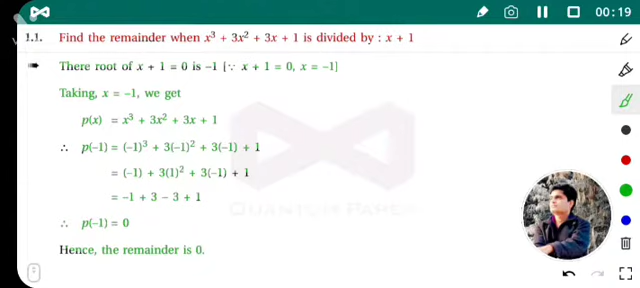 00:19
1.1. Find the remainder when x³ + 3x² + 3x + 1 is divided by : x + 1
There root of x + 1 = 0 is -1 [∵ x + 1 = 0, x = -1]
Taking, x = -1, we get
p(x) = x³ + 3x² + 3x + 1
∴ p(-1) = (-1)³ + 3(-1)² + 3(-1) + 1
= (-1) + 3(1)² + 3(-1) + 1
= -1 + 3 - 3 + 1
∴ p(-1) = 0
Hence, the remainder is 0.